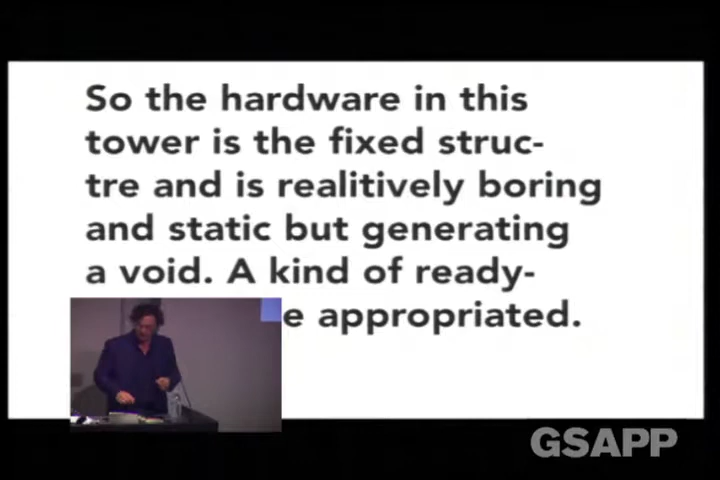 So the hardware in this
tower is the fixed struc-
tre and is realitively boring
and static but generating
a void. A kind of ready-
appropriated.
GSAPP